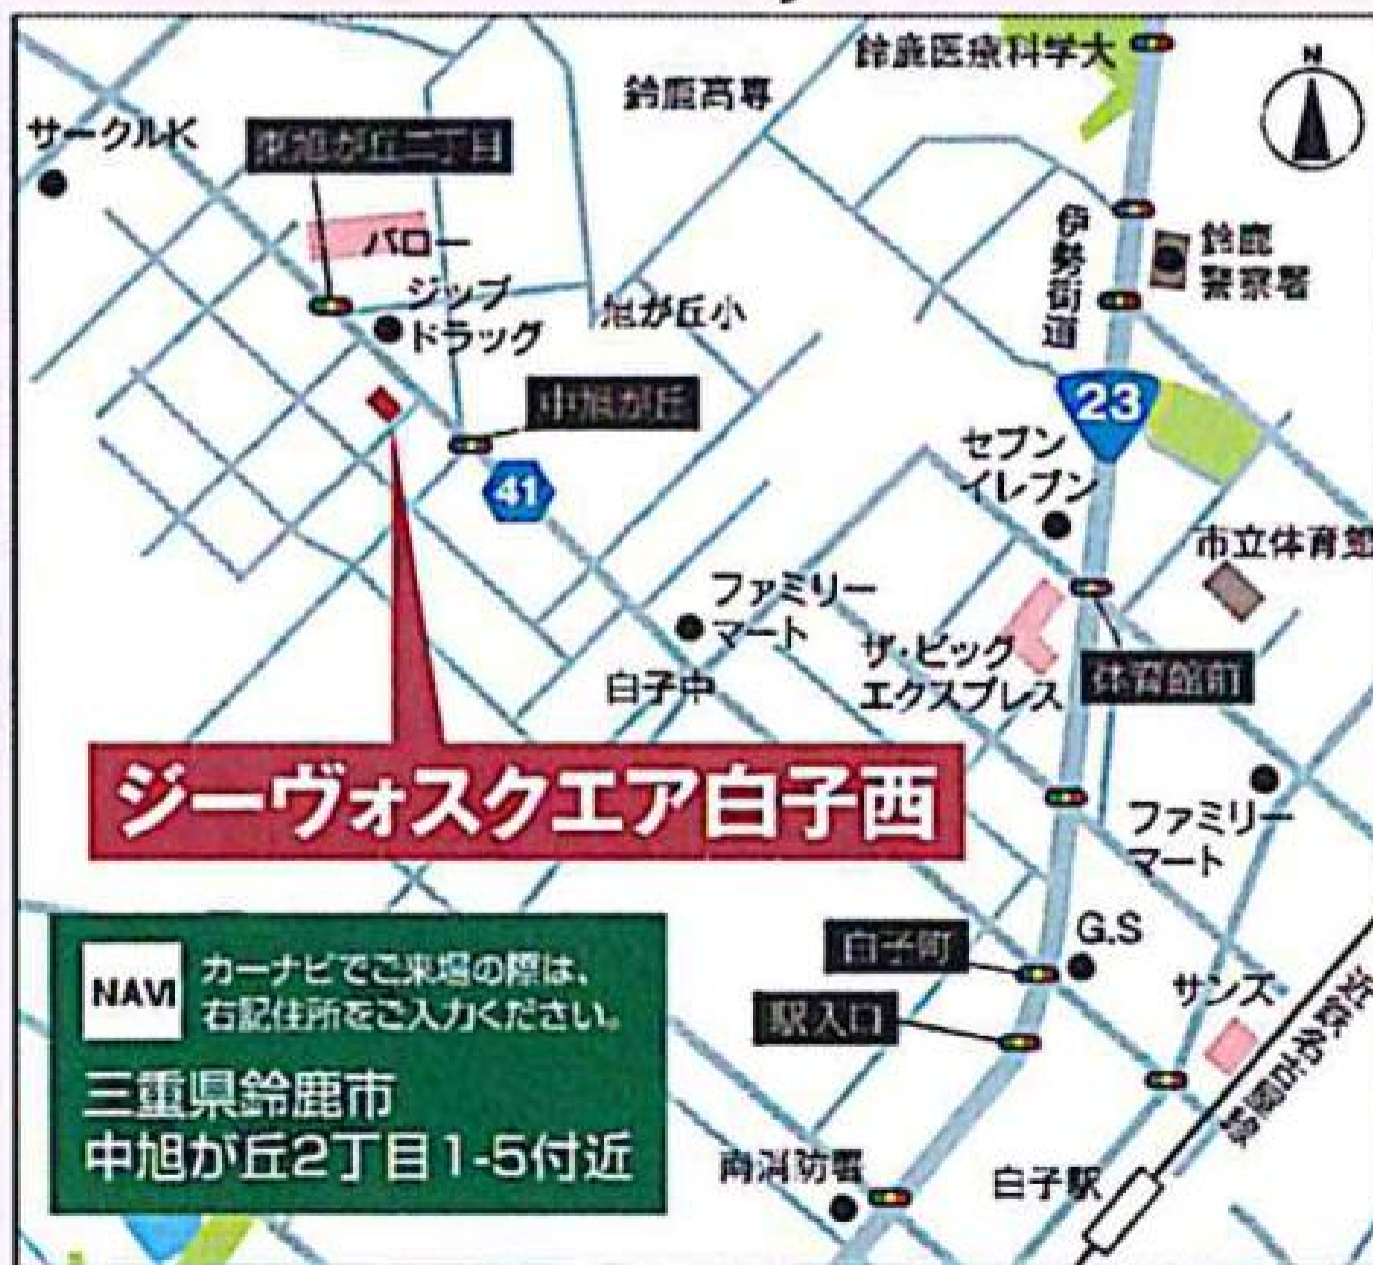 鈴鹿医療科学大
N
鈴鹿高専
サークルK
東旭が丘二丁目
バロー
伊勢街道
鈴鹿
警察署
ジップ
ドラッグ
旭が丘小
中旭が丘
23
41
セブン
イレブン
市立体育館
ファミリー
マート
ザ・ビッグ
エクスプレス
体育館前
白子中
ジーヴォスクエア白子西
ファミリー
マート
白子町
G.S
サンズ
駅入口
近鉄名古屋線
NAVI
カーナビでご来場の際は、
右記住所をご入力ください。
三重県鈴鹿市
中旭が丘2丁目1-5付近
南消防署
白子駅